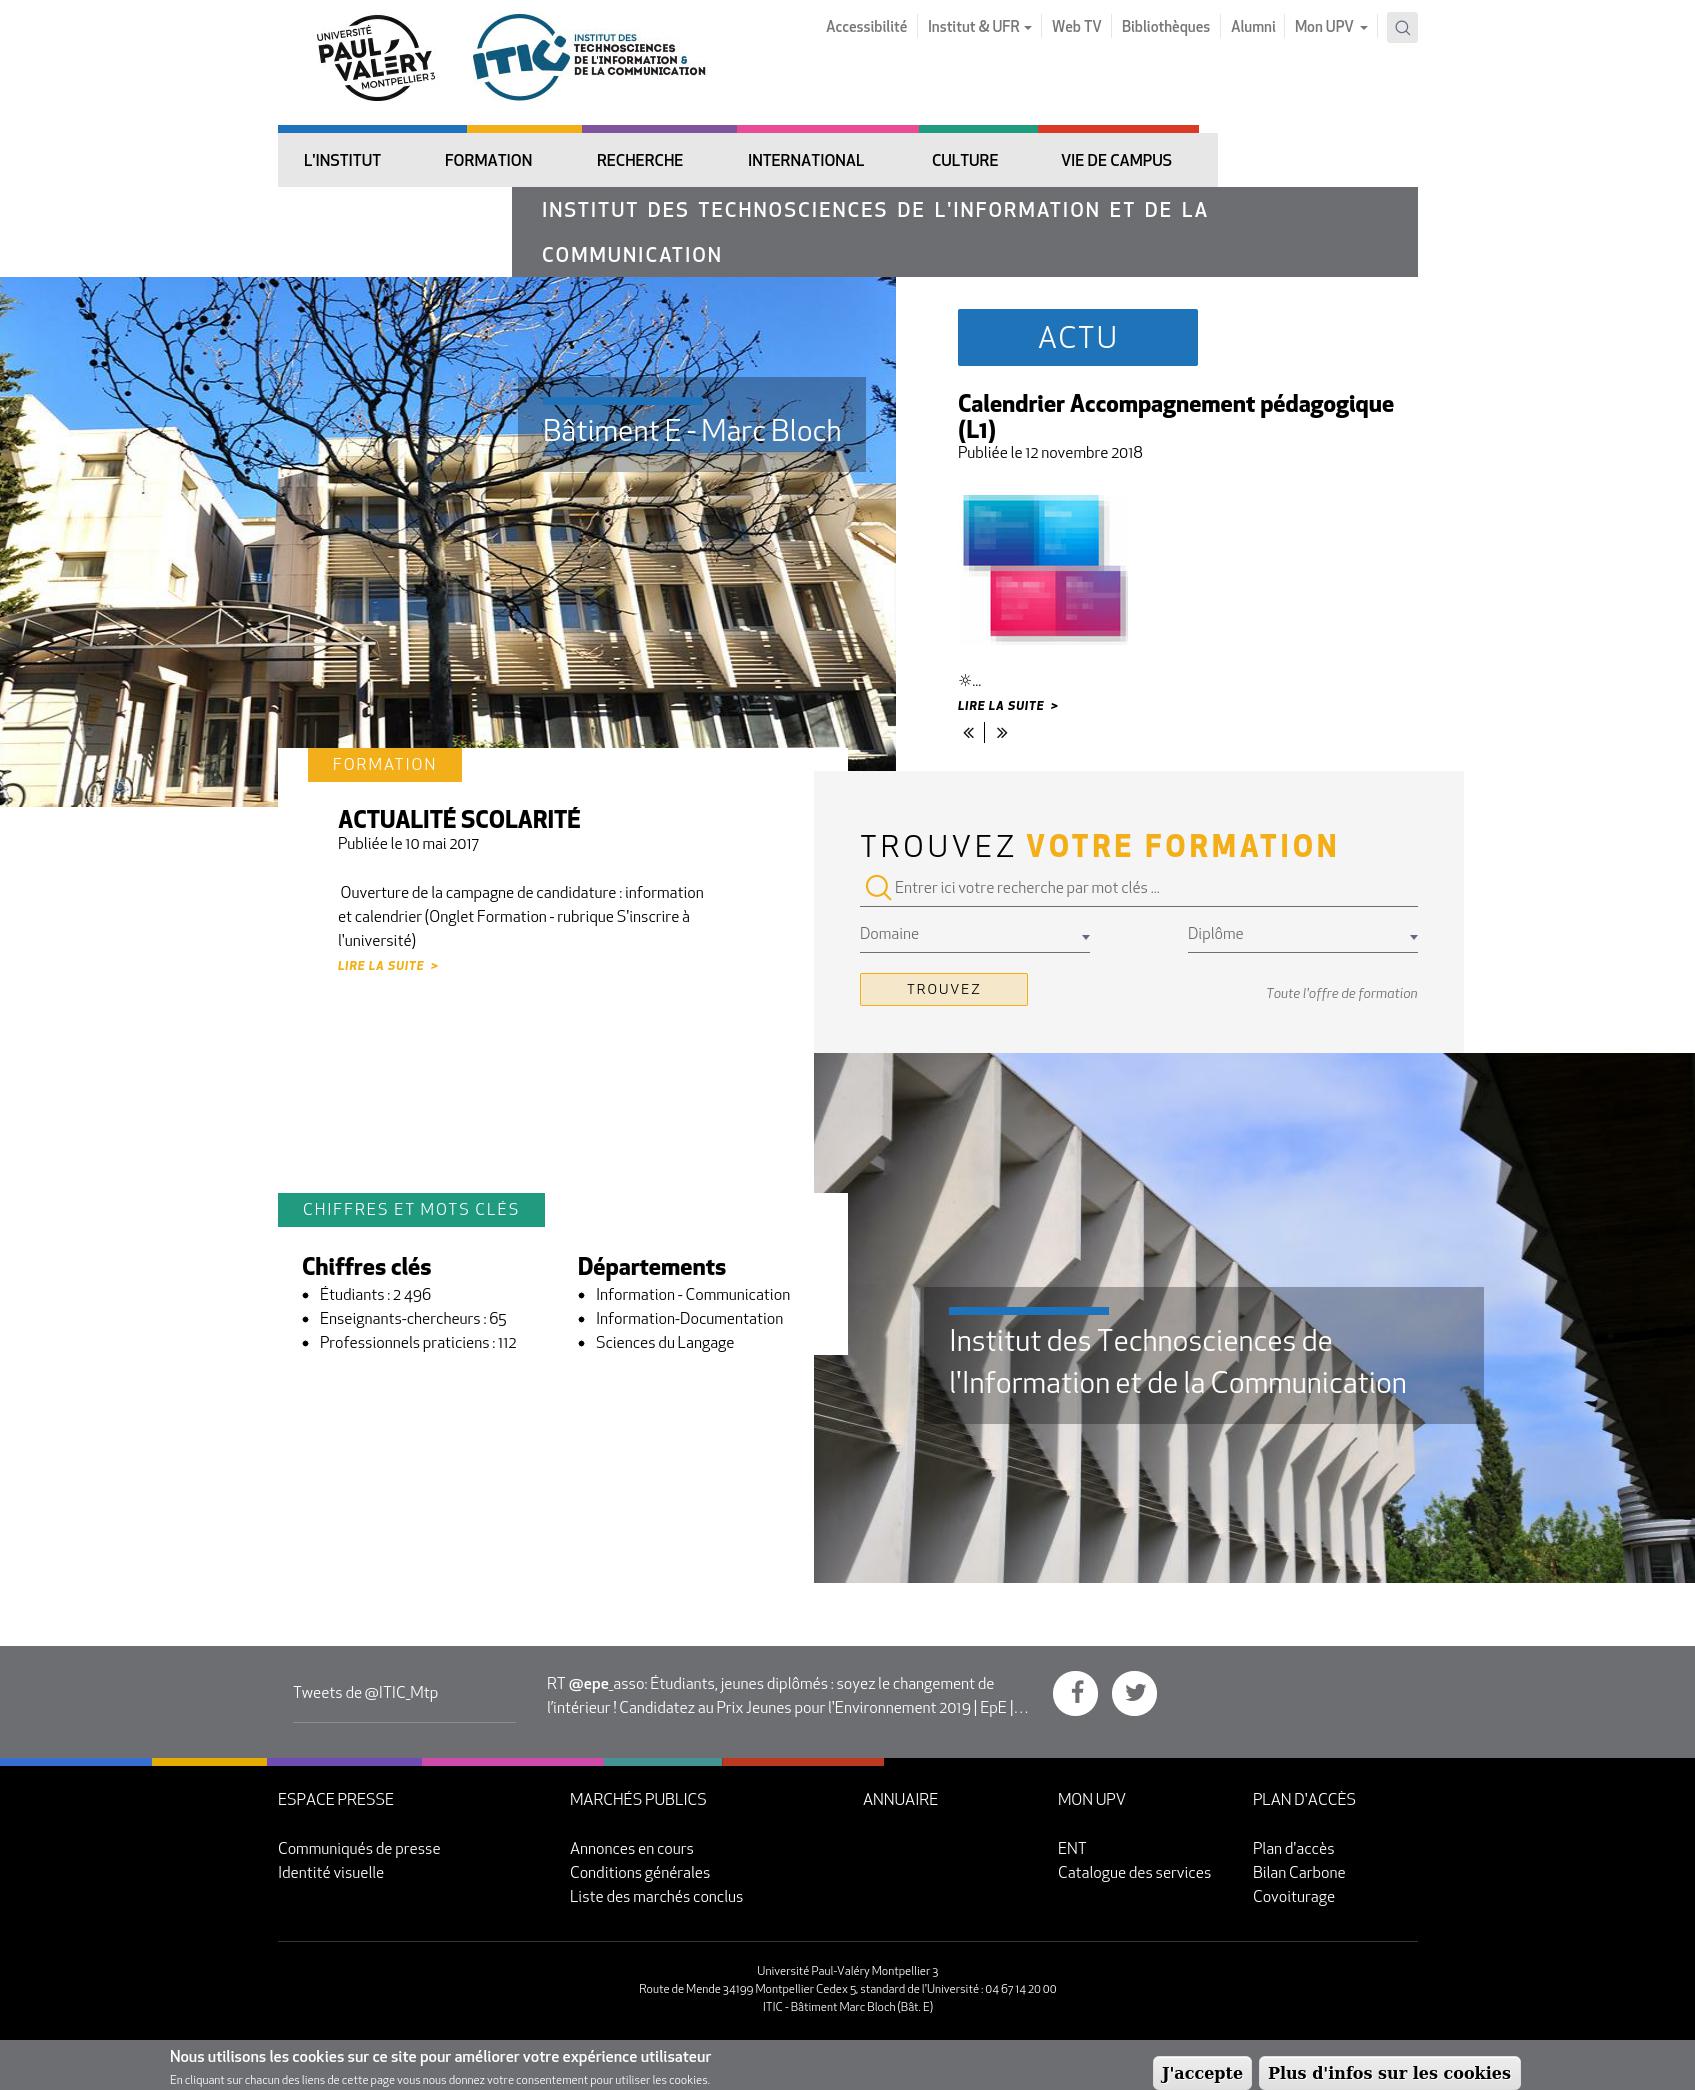 UNIVERSITÉ
PAUL
VALÉRY
MONTPELLIER 3
ITIC
INSTITUT DES
TECHNOSCIENCES
DE L'INFORMATION &
DE LA COMMUNICATION
Accessibilité Institut & UFR Web TV Bibliothèques Alumni Mon UPV
L'INSTITUT FORMATION RECHERCHE INTERNATIONAL CULTURE VIE DE CAMPUS
INSTITUT DES TECHNOSCIENCES DE L'INFORMATION ET DE LA
COMMUNICATION
Bâtiment E - Marc Bloch
ACTU
Calendrier Accompagnement pédagogique
(L1)
Publiée le 12 novembre 2018
☼...
LIRE LA SUITE >
« | »
FORMATION
ACTUALITÉ SCOLARITÉ
Publiée le 10 mai 2017
Ouverture de la campagne de candidature : information
et calendrier (Onglet Formation - rubrique S'inscrire à
l'université)
LIRE LA SUITE >
TROUVEZ VOTRE FORMATION
Entrer ici votre recherche par mot clés ...
Domaine Diplôme
TROUVEZ
Toute l'offre de formation
CHIFFRES ET MOTS CLÉS
Chiffres clés
• Étudiants : 2 496
• Enseignants-chercheurs : 65
• Professionnels praticiens : 112
Départements
• Information - Communication
• Information-Documentation
• Sciences du Langage
Institut des Technosciences de
l'Information et de la Communication
Tweets de @ITIC_Mtp
RT @epe_asso: Étudiants, jeunes diplômés : soyez le changement de
l’intérieur ! Candidatez au Prix Jeunes pour l'Environnement 2019 | EpE |…
ESPACE PRESSE
Communiqués de presse
Identité visuelle
MARCHÉS PUBLICS
Annonces en cours
Conditions générales
Liste des marchés conclus
ANNUAIRE
MON UPV
ENT
Catalogue des services
PLAN D'ACCÈS
Plan d'accès
Bilan Carbone
Covoiturage
Université Paul-Valéry Montpellier 3
Route de Mende 34199 Montpellier Cedex 5, standard de l'Université : 04 67 14 20 00
ITIC - Bâtiment Marc Bloch (Bât. E)
Nous utilisons les cookies sur ce site pour améliorer votre expérience utilisateur
En cliquant sur chacun des liens de cette page vous nous donnez votre consentement pour utiliser les cookies.
J'accepte Plus d'infos sur les cookies